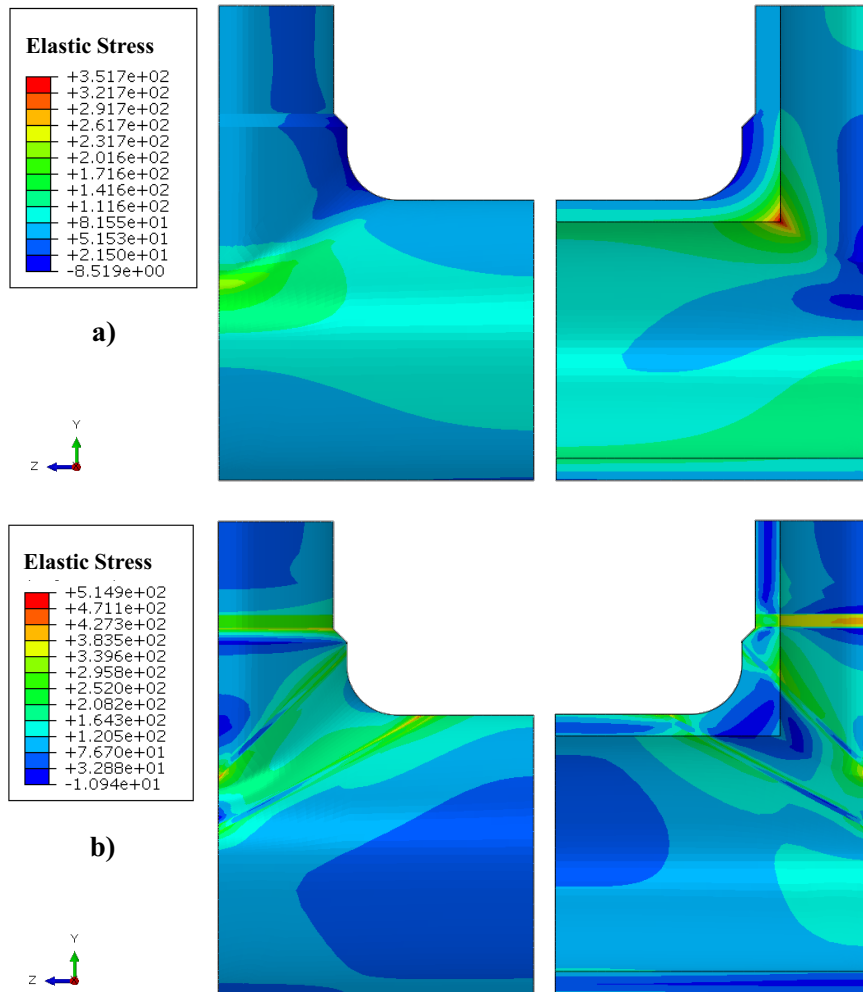 Elastic Stress
+3.517e+02
+3.217e+02
+2.917e+02
+2.617e+02
+2.317e+02
+2.016e+02
+1.716e+02
+1.416e+02
+1.116e+02
+8.155e+01
+5.153e+01
+2.150e+01
-8.519e+00
a)
Y
Z
Elastic Stress
+5.149e+02
+4.711e+02
+4.273e+02
+3.835e+02
+3.396e+02
+2.958e+02
+2.520e+02
+2.082e+02
+1.643e+02
+1.205e+02
+7.670e+01
+3.288e+01
-1.094e+01
b)
Y
Z